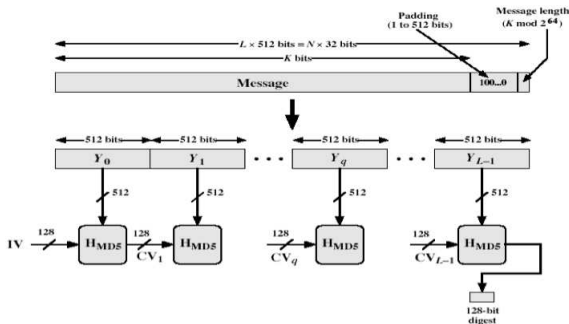 Padding
(1 to 512 bits)
Message length
(K mod 2^64)
L × 512 bits = N × 32 bits
K bits
Message
100...0
512 bits
512 bits
512 bits
512 bits
Y0
Y1
Yq
YL−1
512
512
512
512
IV
128
HMD5
128
CV1
HMD5
128
CVq
HMD5
128
CVL−1
HMD5
128-bit
digest